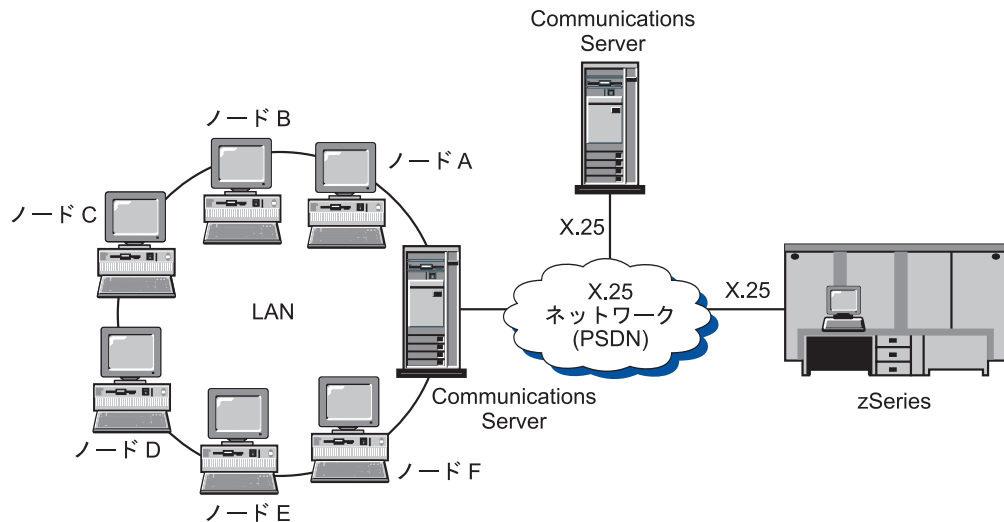 Communications
Server
ノード B
ノード A
ノード C
X.25
LAN
X.25
ネットワーク
(PSDN)
X.25
Communications
Server
zSeries
ノード D
ノード F
ノード E